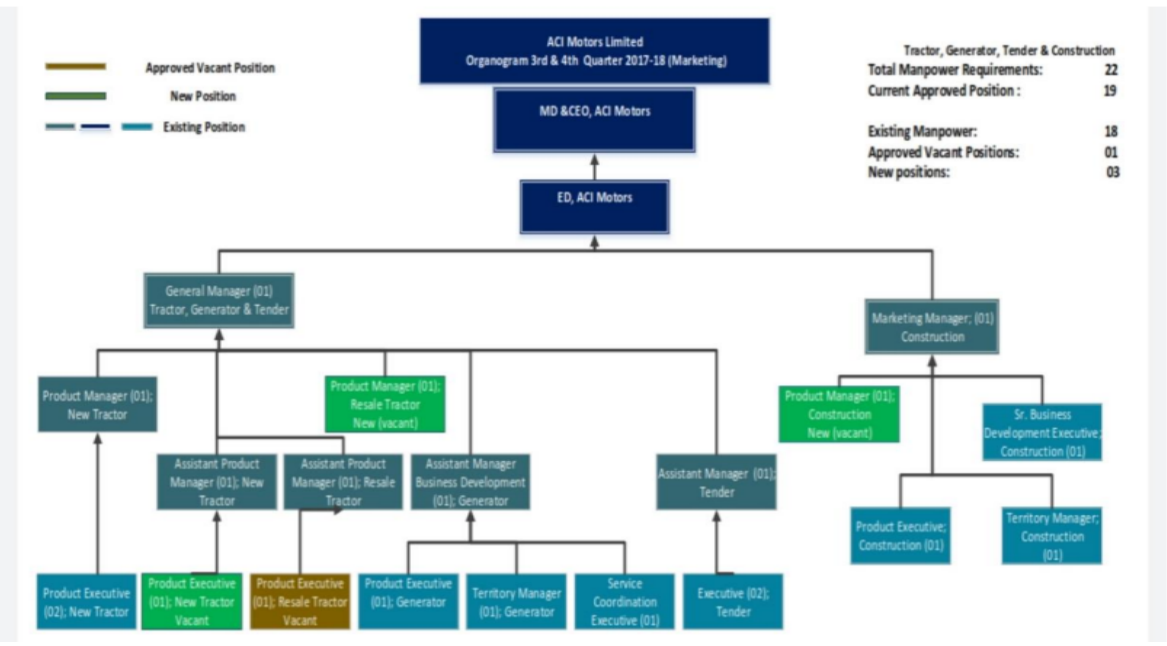 ACI Motors Limited
Organogram 3rd & 4th Quarter 2017-18 (Marketing)
Approved Vacant Position
New Position
Existing Position
Tractor, Generator, Tender & Construction
Total Manpower Requirements: 22
Current Approved Position : 19
Existing Manpower: 18
Approved Vacant Positions: 01
New positions: 03
MD &CEO, ACI Motors
ED, ACI Motors
General Manager (01)
Tractor, Generator & Tender
Marketing Manager; (01)
Construction
Product Manager (01);
New Tractor
Product Manager (01);
Resale Tractor
New (vacant)
Product Manager (01);
Construction
New (vacant)
Sr. Business
Development Executive;
Construction (01)
Assistant Product
Manager (01); New
Tractor
Assistant Product
Manager (01); Resale
Tractor
Assistant Manager
Business Development
(01); Generator
Assistant Manager (01);
Tender
Product Executive;
Construction (01)
Territory Manager;
Construction
(01)
Product Executive
(02); New Tractor
Product Executive
(01); New Tractor
Vacant
Product Executive
(01); Resale Tractor
Vacant
Product Executive
(01); Generator
Territory Manager
(01); Generator
Service
Coordination
Executive (01)
Executive (02);
Tender